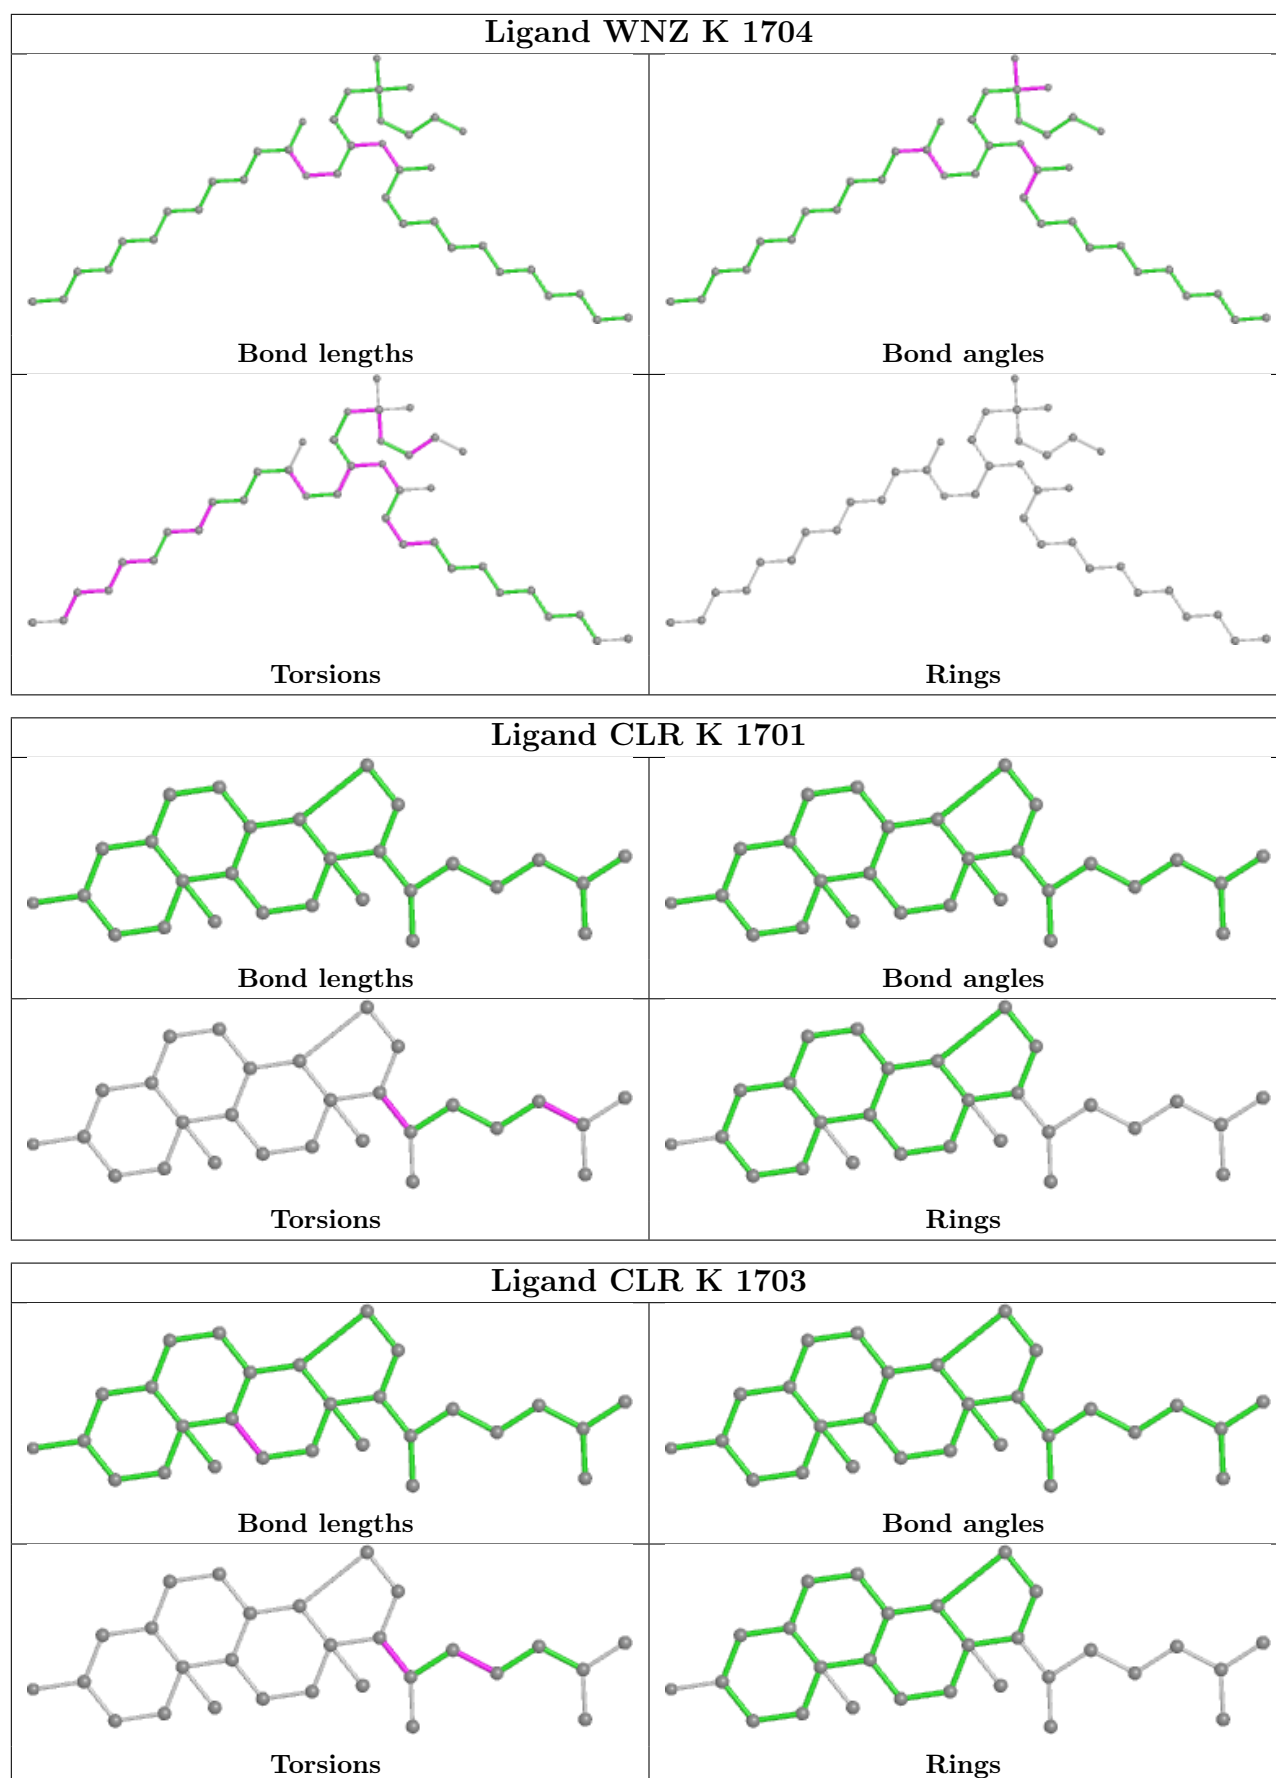 Ligand WNZ K 1704
Bond lengths
Bond angles
Torsions
Rings
Ligand CLR K 1701
Bond lengths
Bond angles
Torsions
Rings
Ligand CLR K 1703
Bond lengths
Bond angles
Torsions
Rings